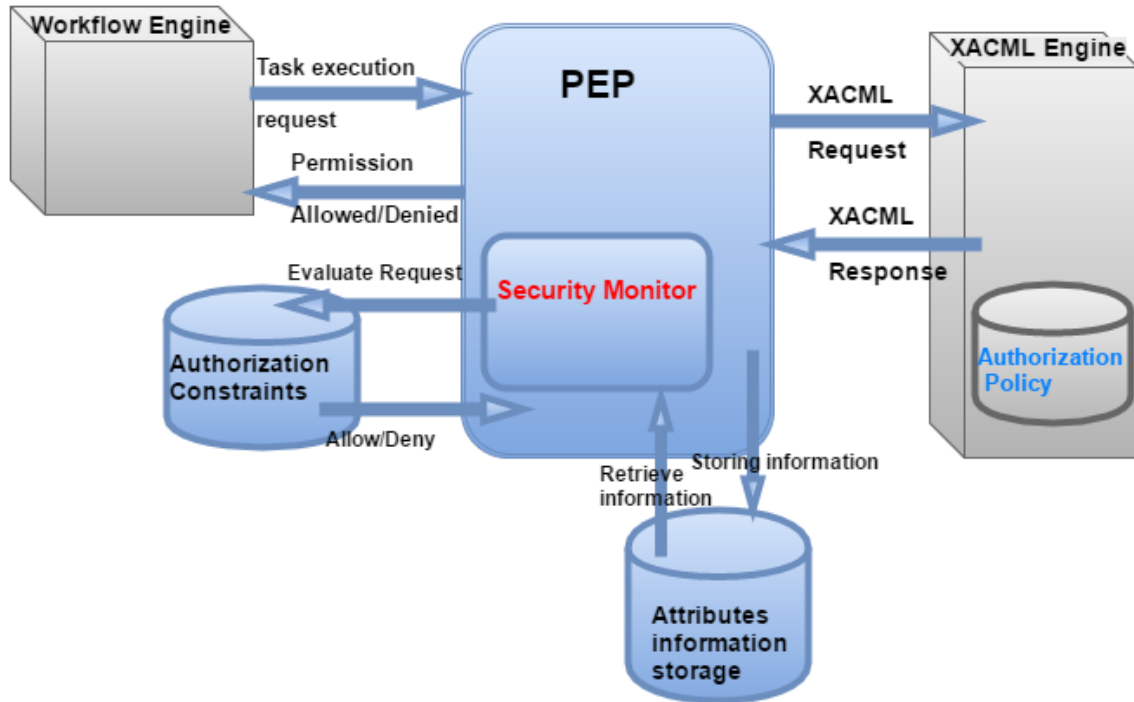 Workflow Engine
Task execution
request
Permission
Allowed/Denied
PEP
XACML
Request
XACML
Response
XACML Engine
Evaluate Request
Security Monitor
Authorization
Constraints
Allow/Deny
Authorization
Policy
Retrieve
information
Storing information
Attributes
information
storage